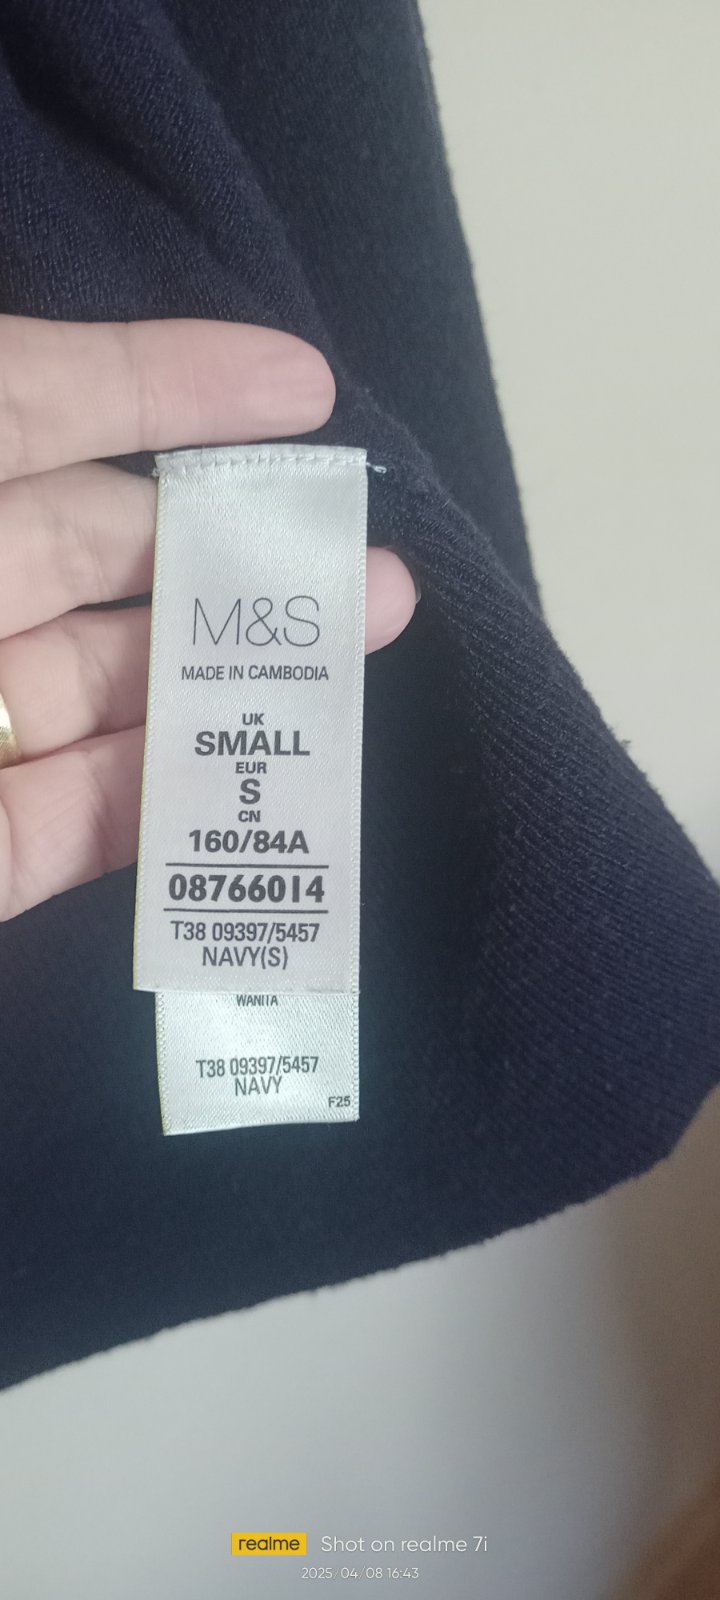 M&S
MADE IN CAMBODIA
UK
SMALL
EUR
S
CN
160/84A
08766014
T38 09397/5457
NAVY(S)
WANITA
T38 09397/5457
NAVY
F25
realme Shot on realme 7i
2025/04/08 16:43